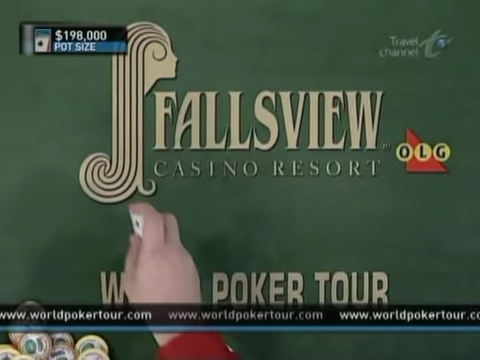 $198,000
POT SIZE
Travel
channel
FALLSVIEW
CASINO RESORT
OLG
W POKER TOUR
www.worldpokertour.com www.worldpokertour.com www.worldpokertour.com